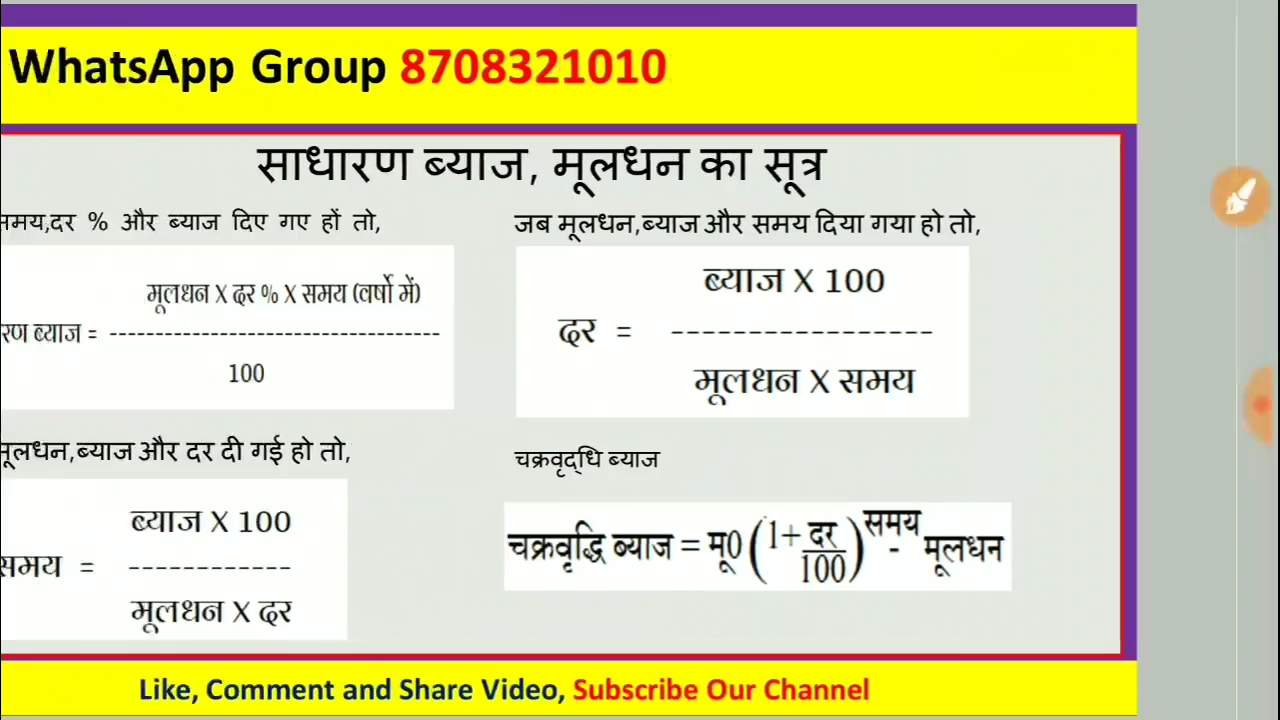 WhatsApp Group 8708321010
साधारण ब्याज, मूलधन का सूत्र
समय,दर % और ब्याज दिए गए हों तो,
मूलधन X दर % X समय (वर्षो में)
रण ब्याज = ------------------------------------
100
जब मूलधन,ब्याज और समय दिया गया हो तो,
ब्याज X 100
दर = -----------------
मूलधन X समय
मूलधन,ब्याज और दर दी गई हो तो,
ब्याज X 100
समय = ------------
मूलधन X दर
चक्रवृद्धि ब्याज
चक्रवृद्धि ब्याज = मू0 (1+ दर/100)^समय - मूलधन
Like, Comment and Share Video, Subscribe Our Channel